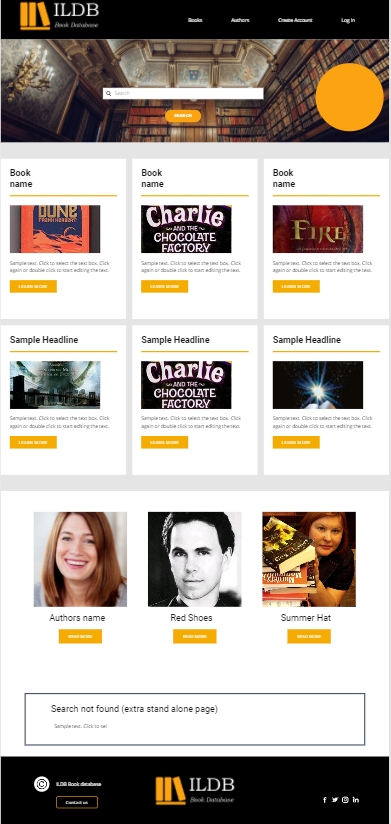 ILDB
Book Database
Books Authors Create Account Log in
Search
SEARCH
Book
name
Book
name
Book
name
DUNE
FRANK HERBERT
Charlie
AND THE
CHOCOLATE
FACTORY
FIRE
Sample text. Click to select the text box. Click
again or double click to start editing the text.
Sample text. Click to select the text box. Click
again or double click to start editing the text.
Sample text. Click to select the text box. Click
again or double click to start editing the text.
LEARN MORE
LEARN MORE
LEARN MORE
Sample Headline
Sample Headline
Sample Headline
Charlie
AND THE
CHOCOLATE
FACTORY
Sample text. Click to select the text box. Click
again or double click to start editing the text.
Sample text. Click to select the text box. Click
again or double click to start editing the text.
Sample text. Click to select the text box. Click
again or double click to start editing the text.
LEARN MORE
LEARN MORE
LEARN MORE
Authors name
Red Shoes
Summer Hat
READ MORE
READ MORE
READ MORE
Search not found (extra stand alone page)
Sample text. Click to sel
© ILDB Book database
Contact us
ILDB
Book Database